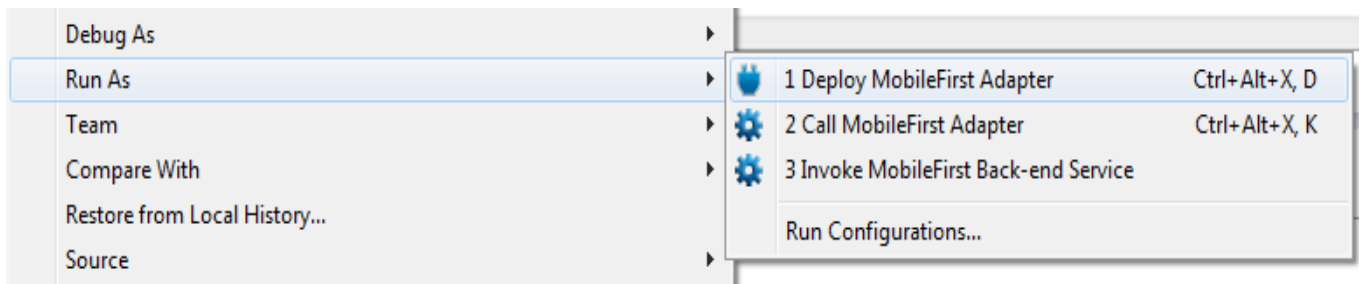 Debug As
Run As
Team
Compare With
Restore from Local History...
Source
1 Deploy MobileFirst Adapter Ctrl+Alt+X, D
2 Call MobileFirst Adapter Ctrl+Alt+X, K
3 Invoke MobileFirst Back-end Service
Run Configurations...